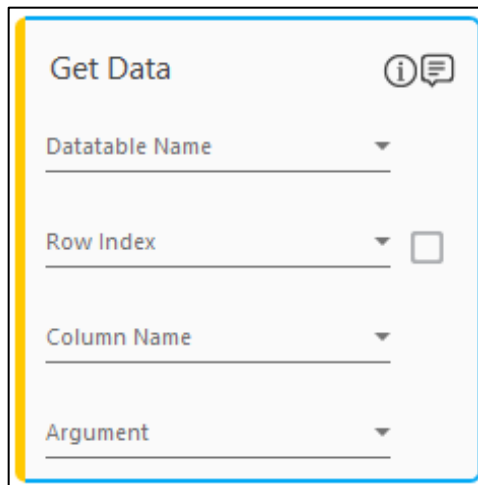 Get Data
Datatable Name
Row Index
Column Name
Argument